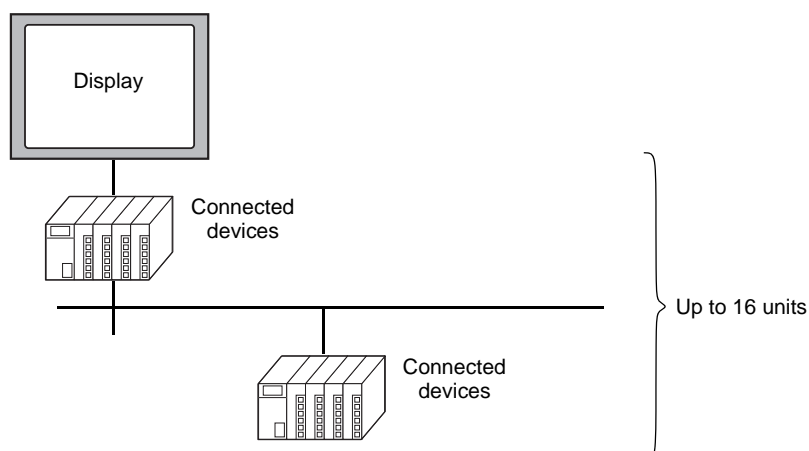 Display
Connected
devices
Up to 16 units
Connected
devices